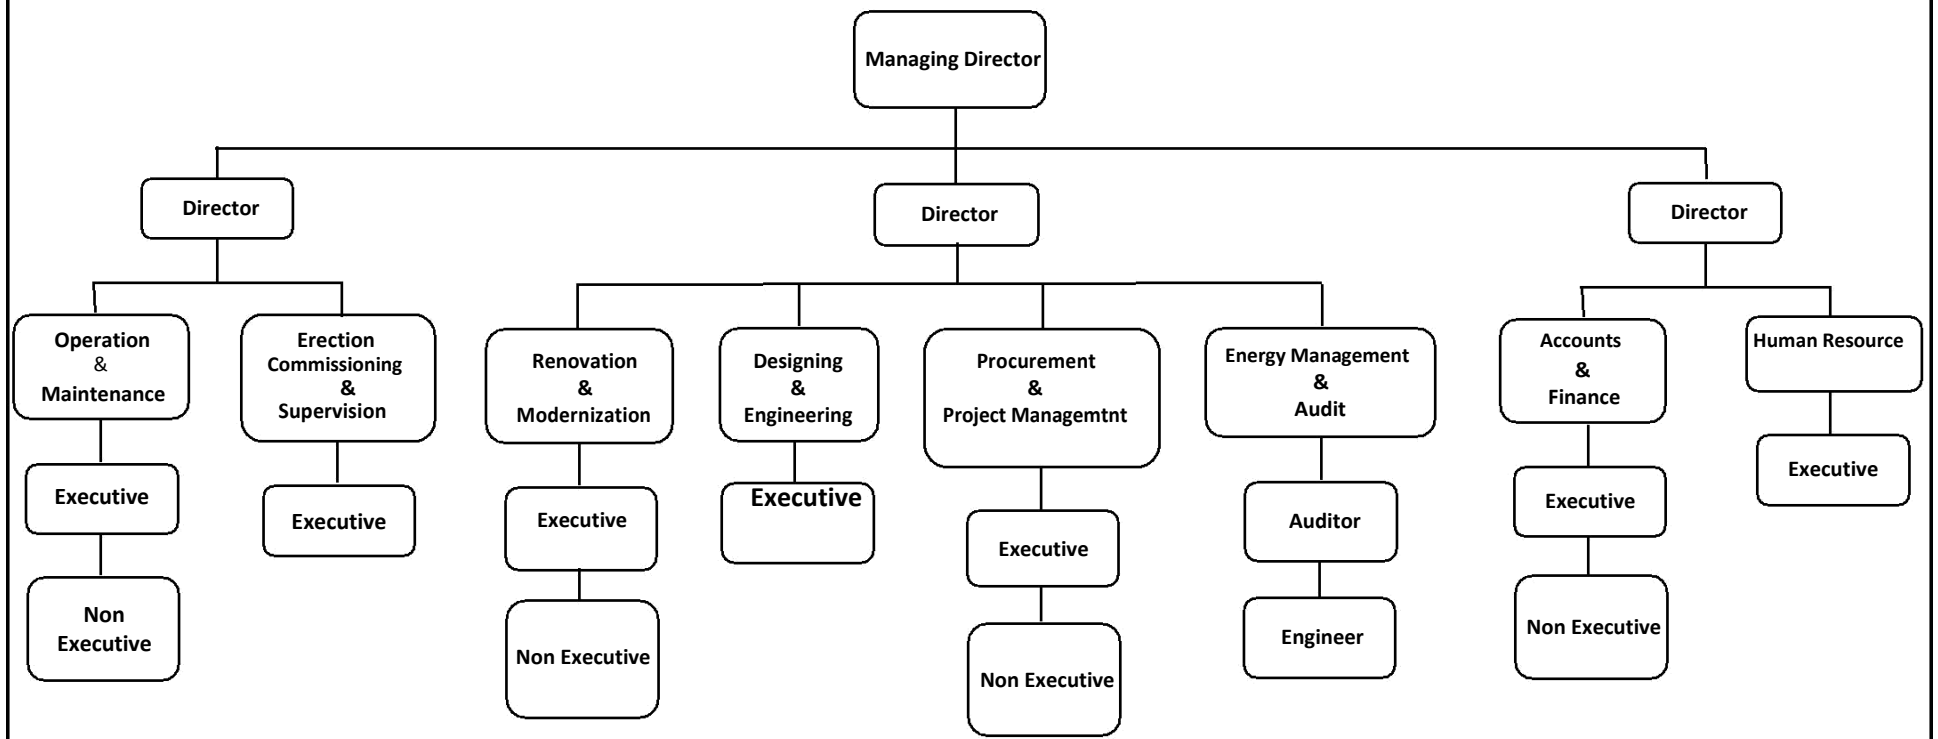 Managing Director
Director
Director
Director
Operation
&
Maintenance
Erection
Commissioning
&
Supervision
Renovation
&
Modernization
Designing
&
Engineering
Procurement
&
Project Managemtnt
Energy Management
&
Audit
Accounts
&
Finance
Human Resource
Executive
Executive
Executive
Executive
Executive
Auditor
Executive
Executive
Non
Executive
Non Executive
Non Executive
Engineer
Non Executive